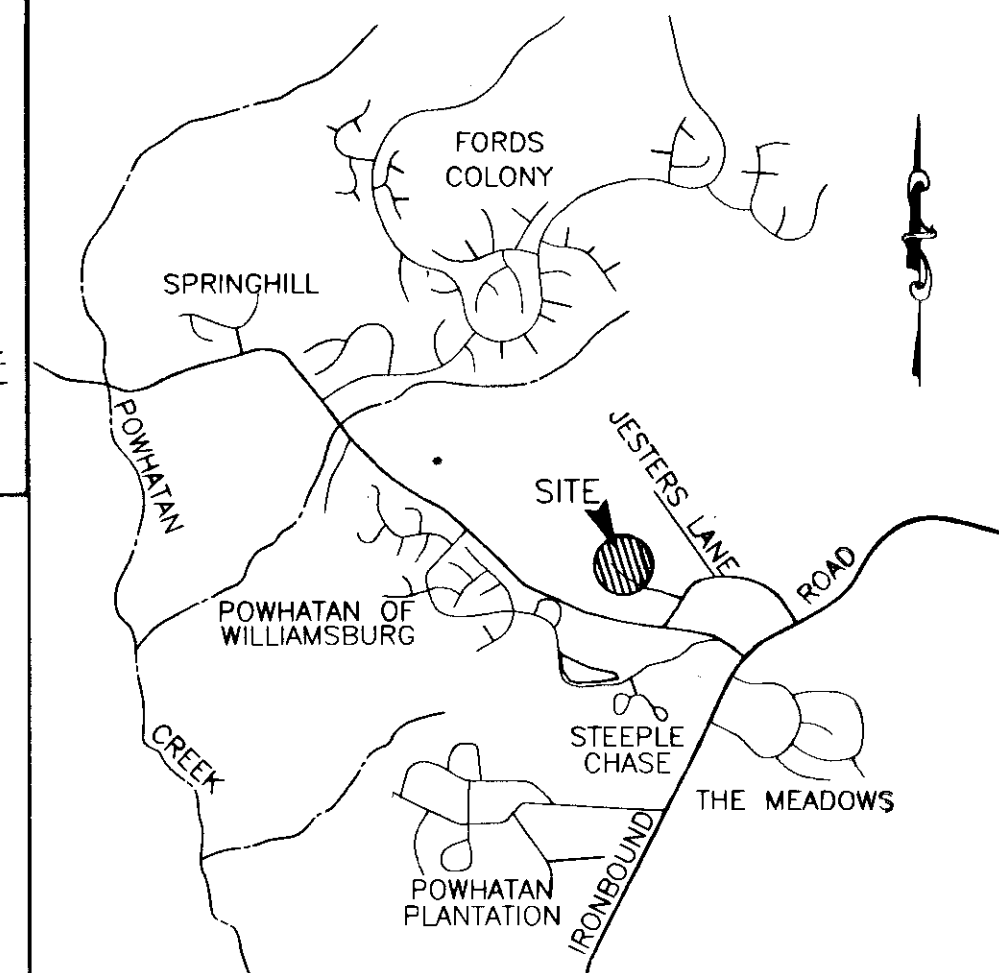 FORDS
COLONY
SPRINGHILL
POWHATAN
JESTERS LANE
SITE
ROAD
POWHATAN OF
WILLIAMSBURG
STEEPLE
CHASE
CREEK
THE MEADOWS
IRONBOUND
POWHATAN
PLANTATION